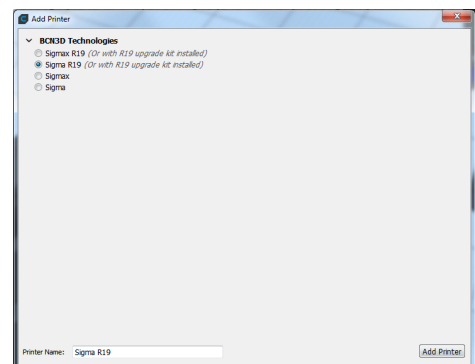 Add Printer
BCN3D Technologies
Sigmax R19 (Or with R19 upgrade kit installed)
Sigma R19 (Or with R19 upgrade kit installed)
Sigmax
Sigma
Printer Name: Sigma R19 Add Printer